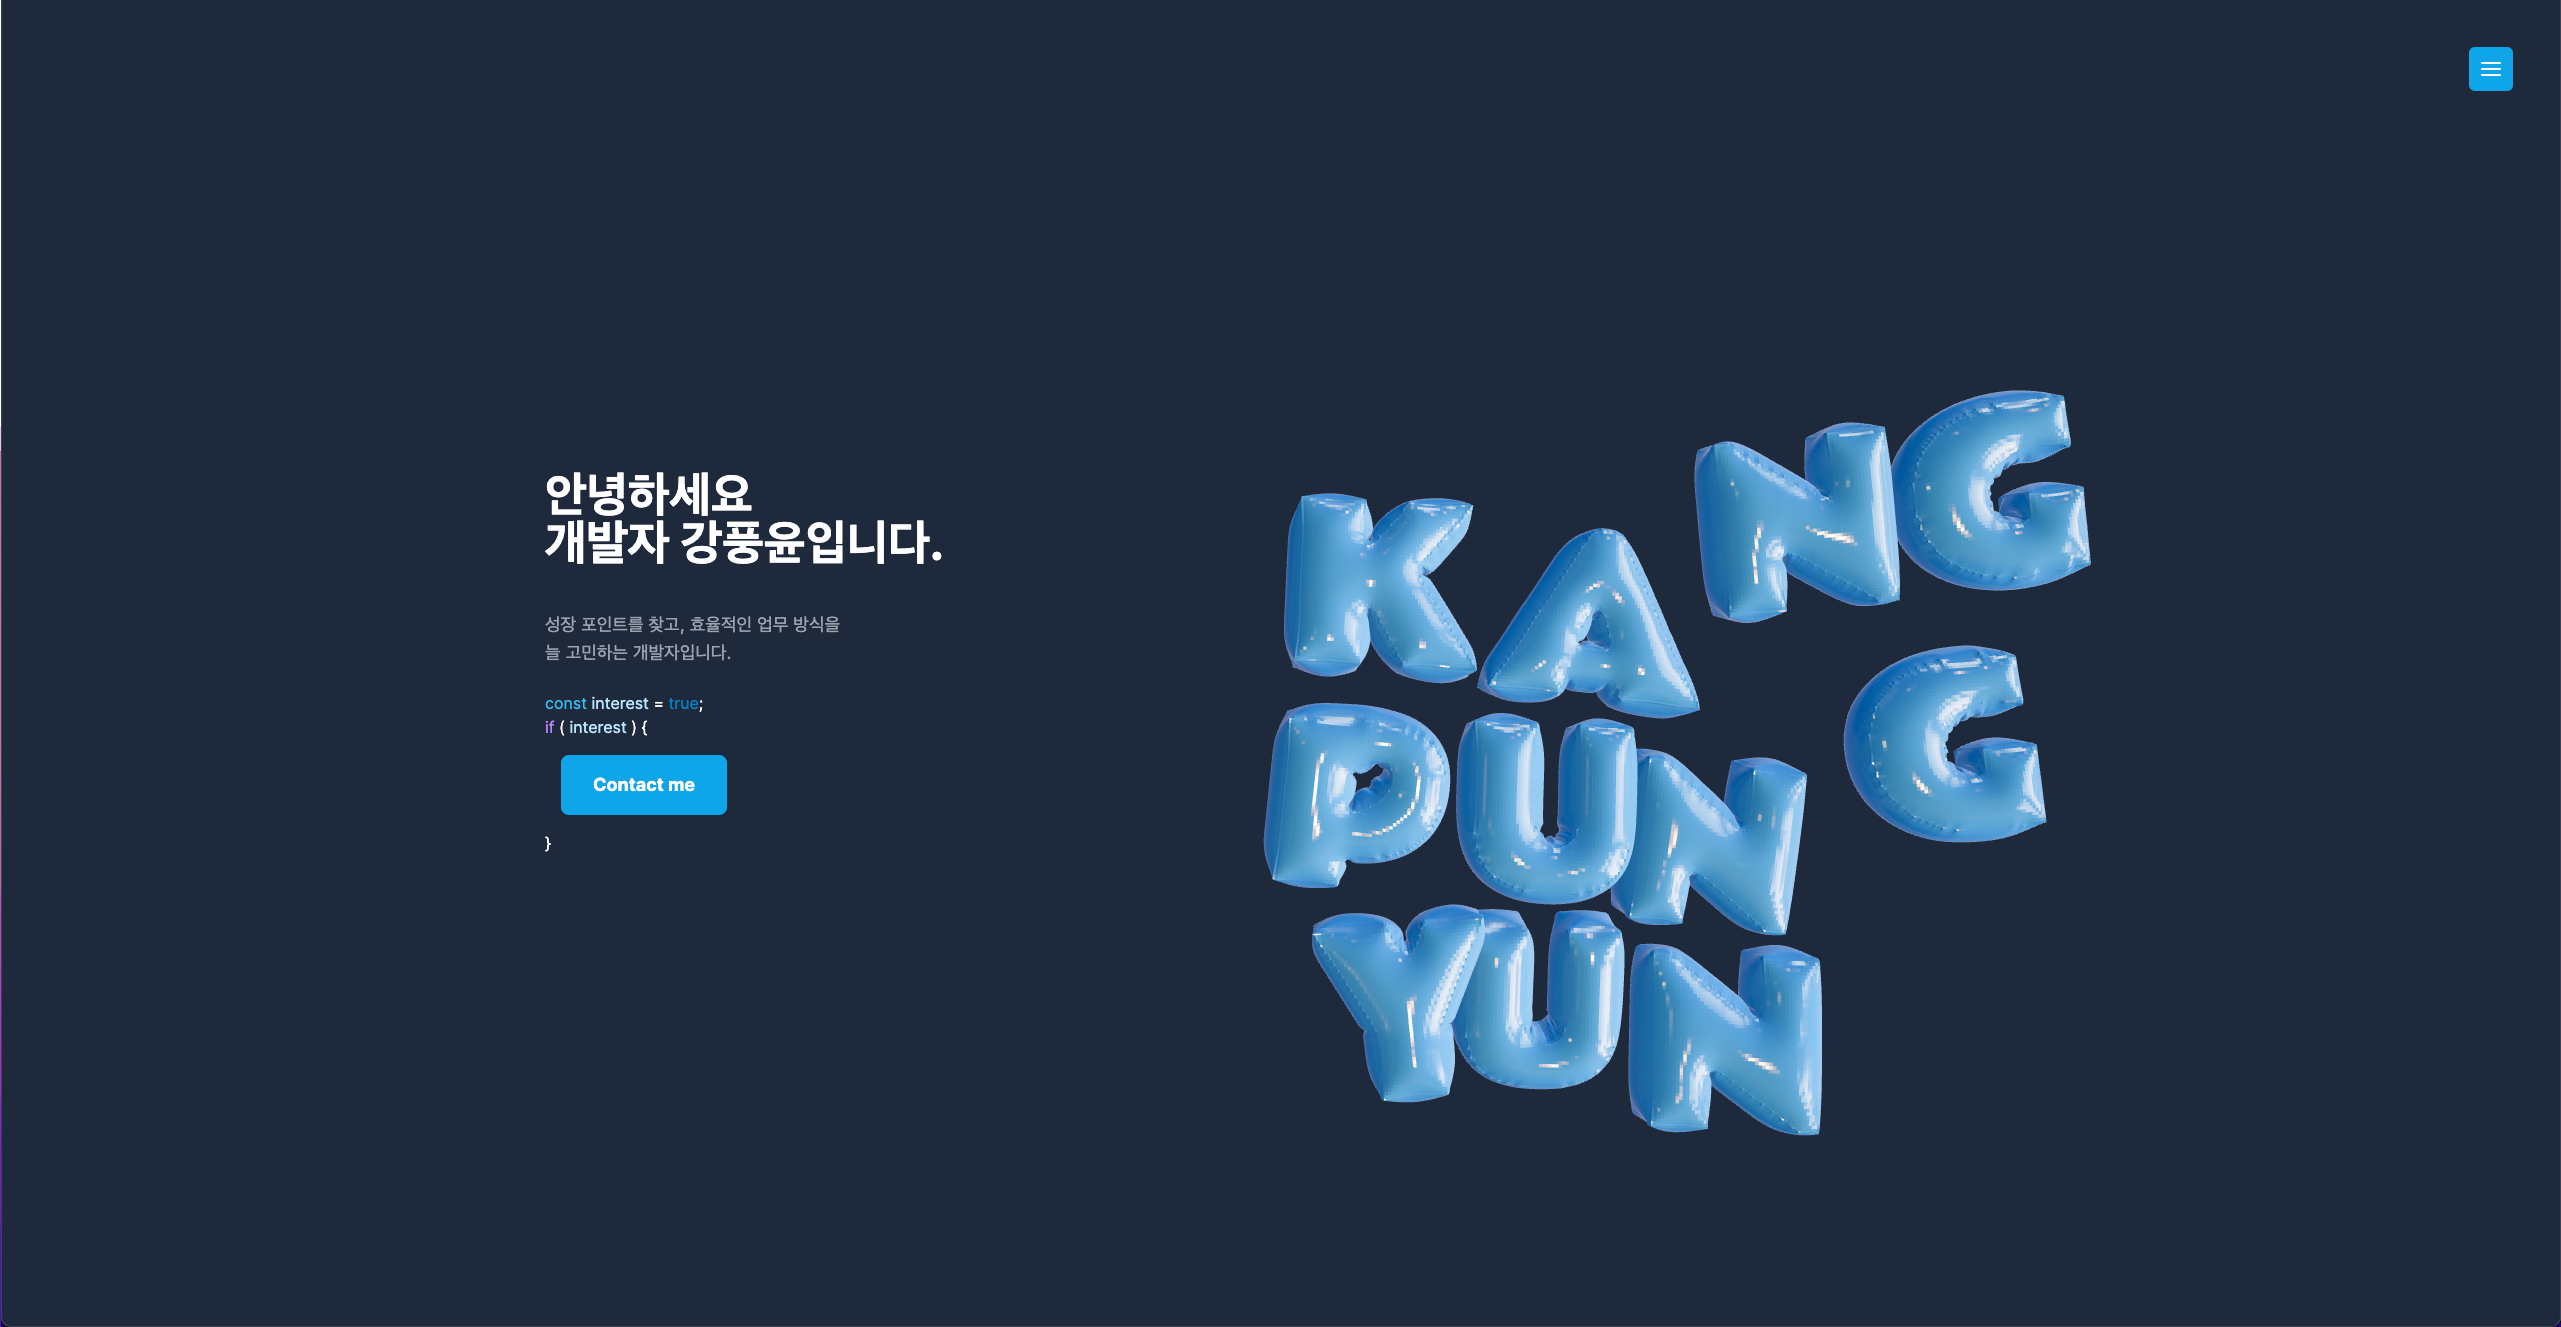 안녕하세요
개발자 강풍윤입니다.
성장 포인트를 찾고, 효율적인 업무 방식을
늘 고민하는 개발자입니다.
const interest = true;
if ( interest ) {
Contact me
}
KANG
PUNG
YUN